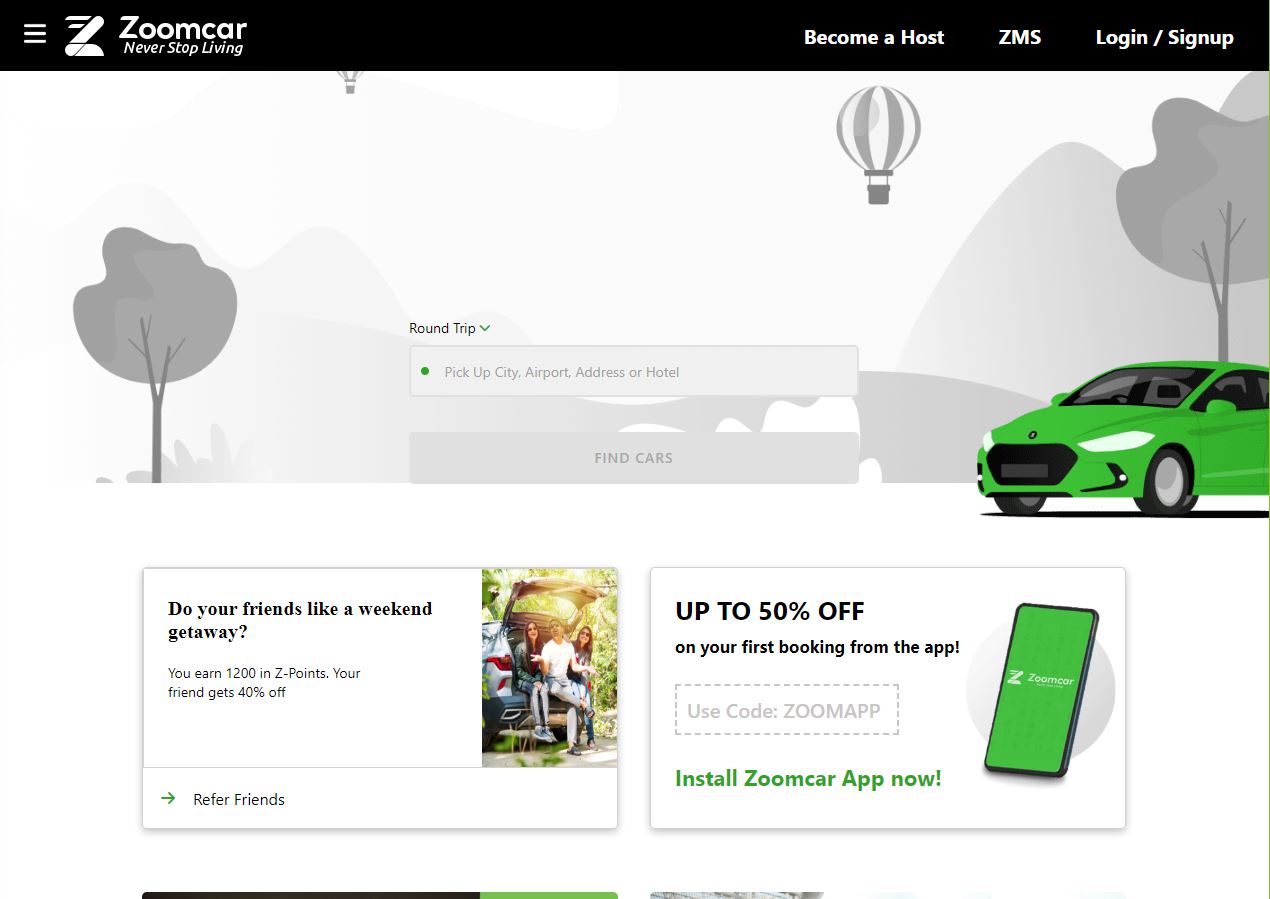 Zoomcar
Never Stop Living
Become a Host
ZMS
Login / Signup
Round Trip
Pick Up City, Airport, Address or Hotel
FIND CARS
Do your friends like a weekend
getaway?
You earn 1200 in Z-Points. Your
friend gets 40% off
Refer Friends
UP TO 50% OFF
on your first booking from the app!
Use Code: ZOOMAPP
Install Zoomcar App now!
Zoomcar